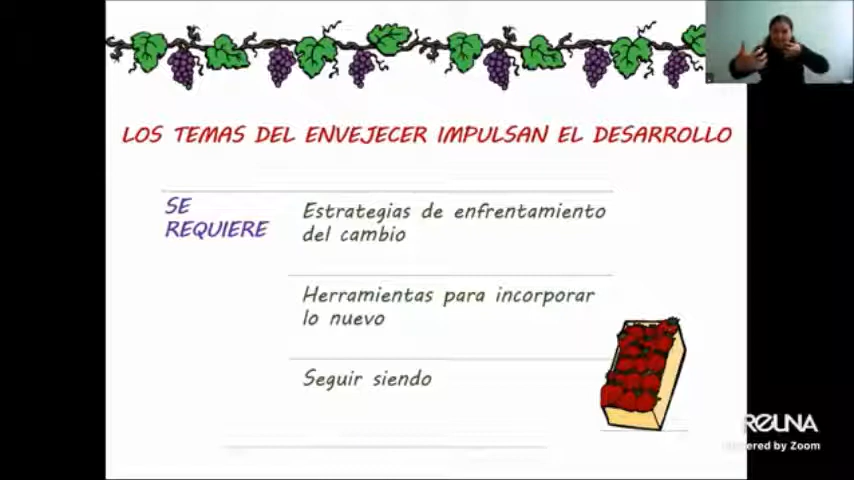 LOS TEMAS DEL ENVEJECER IMPULSAN EL DESARROLLO
SE
REQUIERE
Estrategias de enfrentamiento
del cambio
Herramientas para incorporar
lo nuevo
Seguir siendo
REUNA
Powered by Zoom